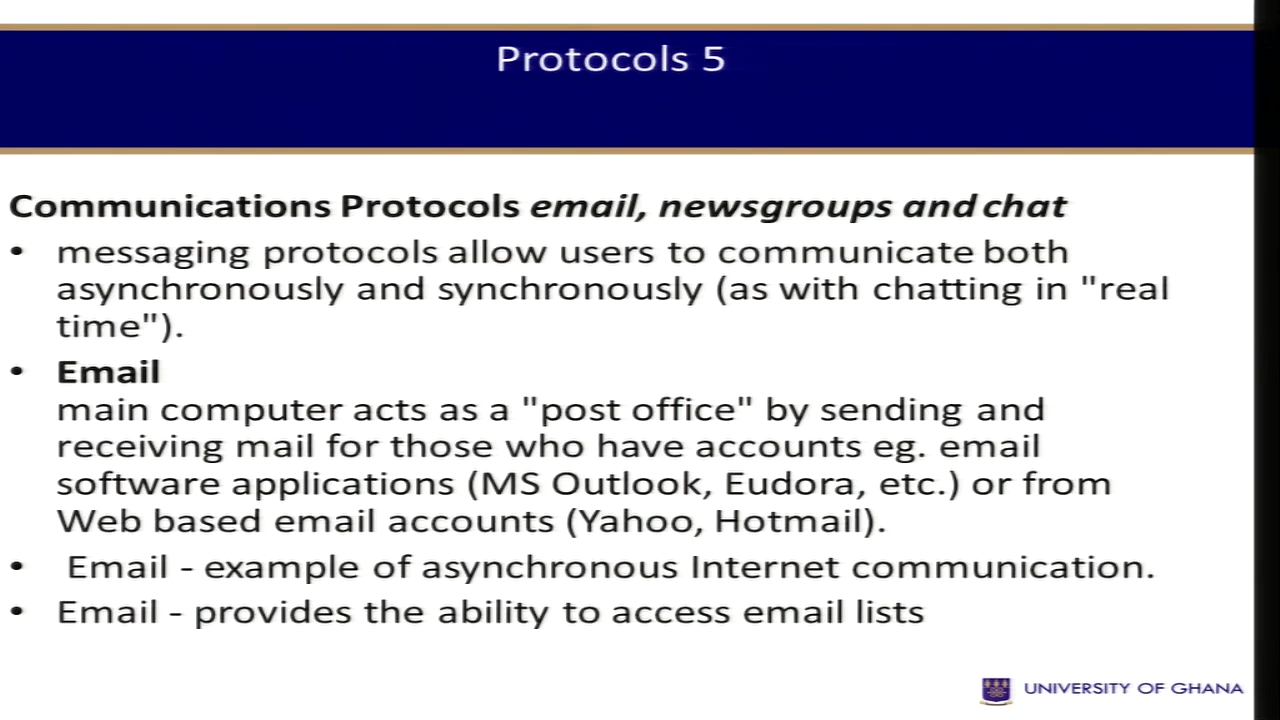 Protocols 5
Communications Protocols email, newsgroups and chat
• messaging protocols allow users to communicate both
asynchronously and synchronously (as with chatting in "real
time").
• Email
main computer acts as a "post office" by sending and
receiving mail for those who have accounts eg. email
software applications (MS Outlook, Eudora, etc.) or from
Web based email accounts (Yahoo, Hotmail).
• Email - example of asynchronous Internet communication.
• Email - provides the ability to access email lists
UNIVERSITY OF GHANA